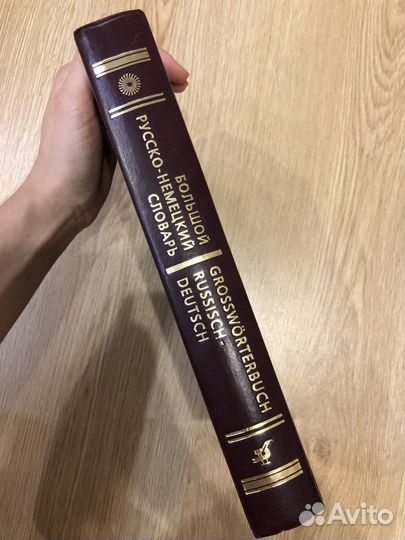 БОЛЬШОЙ
РУССКО-НЕМЕЦКИЙ
СЛОВАРЬ
GROSSWÖRTERBUCH
RUSSISCH-
DEUTSCH
Avito